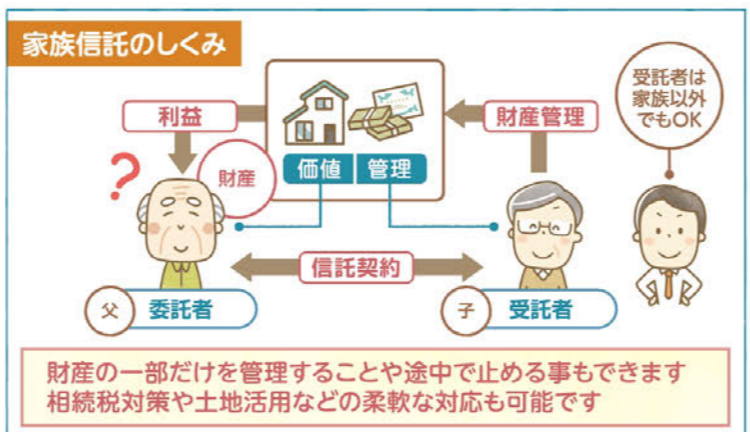 家族信託のしくみ
利益
財産管理
受託者は
家族以外
でもOK
?
財産
価値
管理
信託契約
父
委託者
子
受託者
財産の一部だけを管理することや途中で止める事もできます
相続税対策や土地活用などの柔軟な対応も可能です